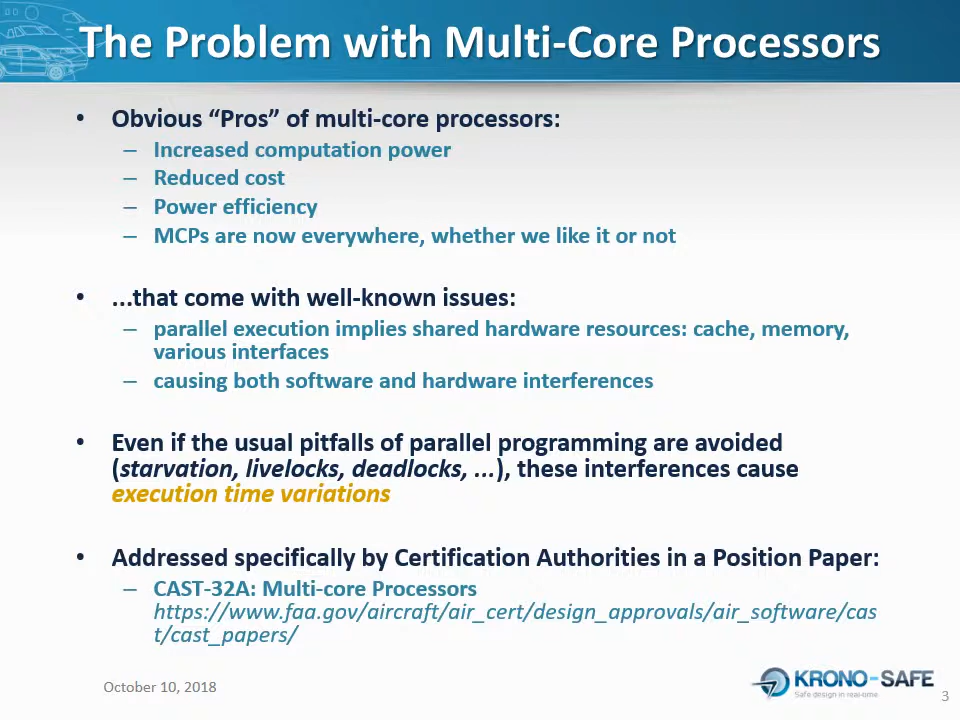 The Problem with Multi-Core Processors
• Obvious “Pros” of multi-core processors:
– Increased computation power
– Reduced cost
– Power efficiency
– MCPs are now everywhere, whether we like it or not
• ...that come with well-known issues:
– parallel execution implies shared hardware resources: cache, memory,
various interfaces
– causing both software and hardware interferences
• Even if the usual pitfalls of parallel programming are avoided
(starvation, livelocks, deadlocks, ...), these interferences cause
execution time variations
• Addressed specifically by Certification Authorities in a Position Paper:
– CAST-32A: Multi-core Processors
https://www.faa.gov/aircraft/air_cert/design_approvals/air_software/cas
t/cast_papers/
October 10, 2018
KRONO-SAFE
Safe design in real-time
3